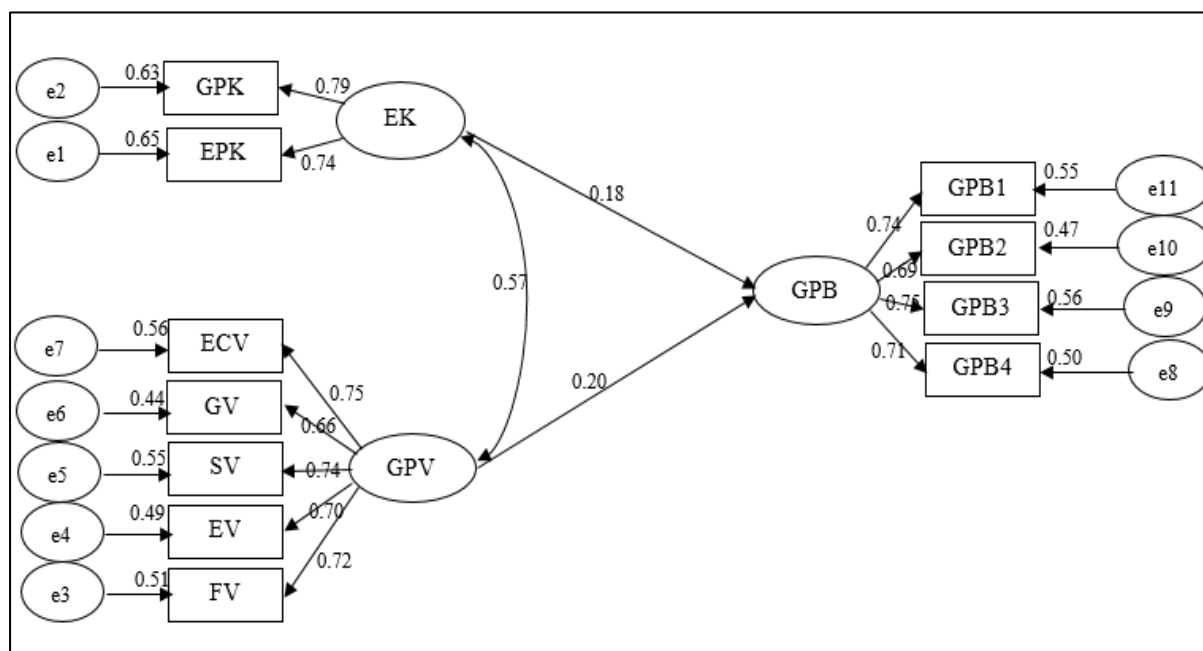 e2
0.63
GPK
0.79
EK
e1
0.65
EPK
0.74
0.18
0.57
GPB
0.20
e7
0.56
ECV
0.75
e6
0.44
GV
0.66
e5
0.55
SV
0.74
GPV
e4
0.49
EV
0.70
e3
0.51
FV
0.72
0.74
GPB1
0.55
e11
0.69
GPB2
0.47
e10
0.75
GPB3
0.56
e9
0.71
GPB4
0.50
e8